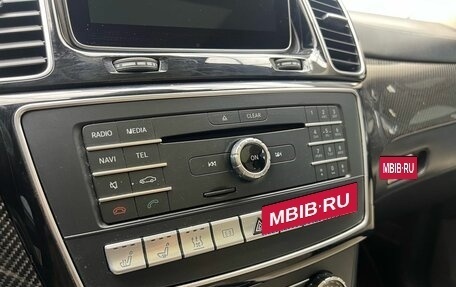 CLEAR
RADIO MEDIA
NAVI TEL
ON
MBIB.RU
MBIB.RU